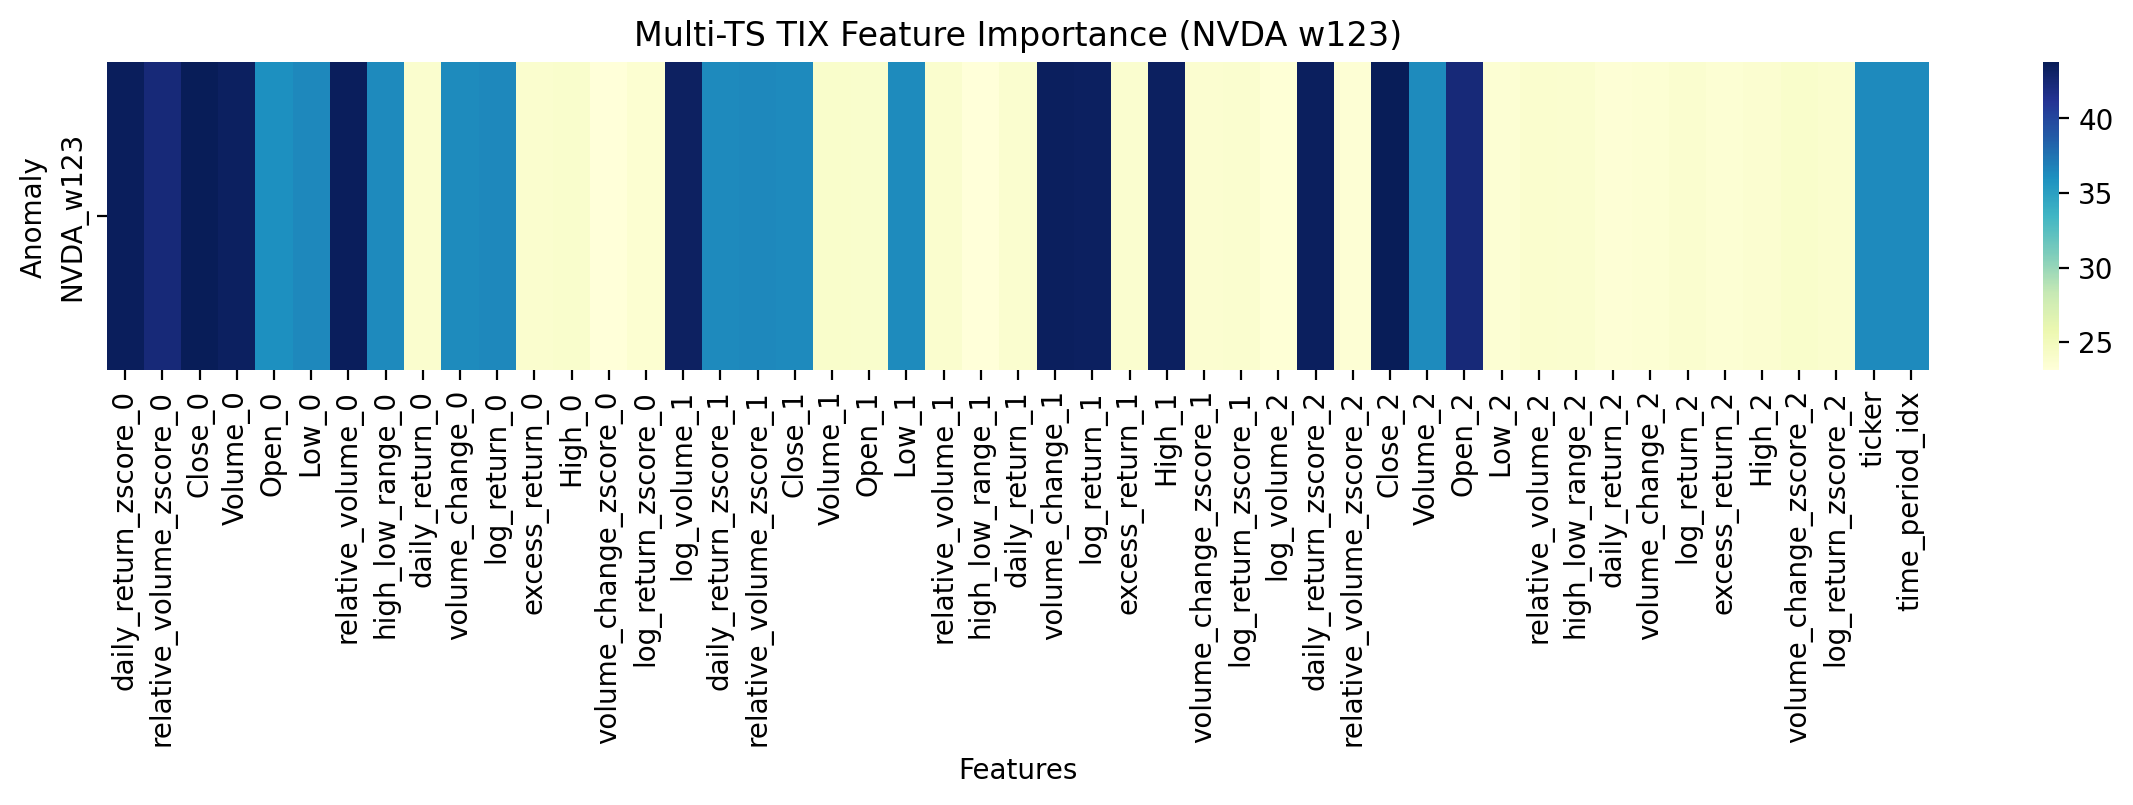 Multi-TS TIX Feature Importance (NVDA w123)
Anomaly
NVDA_w123
daily_return_zscore_0
relative_volume_zscore_0
Close_0
Volume_0
Open_0
Low_0
relative_volume_0
high_low_range_0
daily_return_0
volume_change_0
log_return_0
excess_return_0
High_0
volume_change_zscore_0
log_return_zscore_0
log_volume_1
daily_return_zscore_1
relative_volume_zscore_1
Close_1
Volume_1
Open_1
Low_1
relative_volume_1
high_low_range_1
daily_return_1
volume_change_1
log_return_1
excess_return_1
High_1
volume_change_zscore_1
log_return_zscore_1
log_volume_2
daily_return_zscore_2
relative_volume_zscore_2
Close_2
Volume_2
Open_2
Low_2
relative_volume_2
high_low_range_2
daily_return_2
volume_change_2
log_return_2
excess_return_2
High_2
volume_change_zscore_2
log_return_zscore_2
ticker
time_period_idx
Features
40
35
30
25